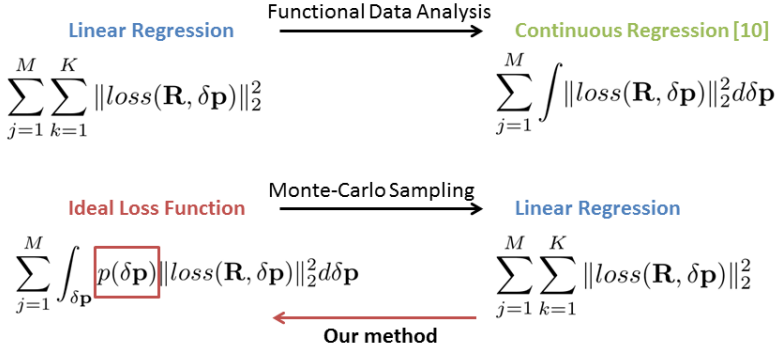 Functional Data Analysis
Linear Regression
Continuous Regression [10]
\sum_{j=1}^{M} \sum_{k=1}^{K} \|loss(\mathbf{R}, \delta\mathbf{p})\|_2^2
\sum_{j=1}^{M} \int \|loss(\mathbf{R}, \delta\mathbf{p})\|_2^2 d\delta\mathbf{p}
Monte-Carlo Sampling
Ideal Loss Function
Linear Regression
\sum_{j=1}^{M} \int_{\delta\mathbf{p}} p(\delta\mathbf{p}) \|loss(\mathbf{R}, \delta\mathbf{p})\|_2^2 d\delta\mathbf{p}
\sum_{j=1}^{M} \sum_{k=1}^{K} \|loss(\mathbf{R}, \delta\mathbf{p})\|_2^2
Our method